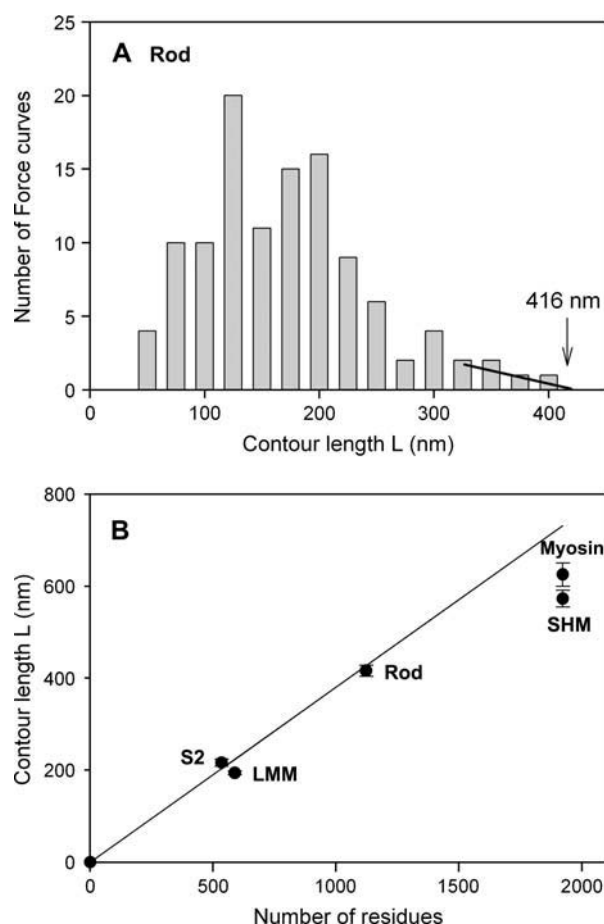 A Rod
25
20
15
10
5
0
Number of Force curves
416 nm
0 100 200 300 400
Contour length L (nm)
B
800
600
400
200
0
Contour length L (nm)
Myosin
SHM
Rod
S2
LMM
0 500 1000 1500 2000
Number of residues